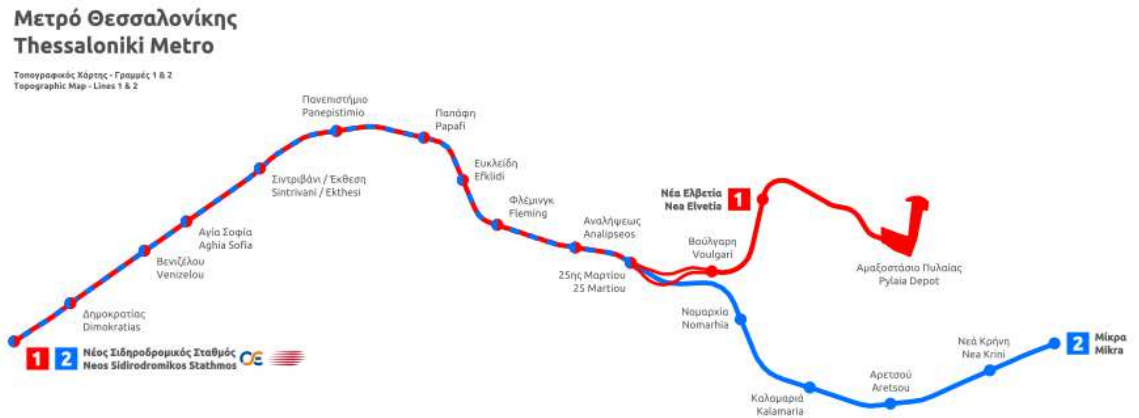 Μετρό Θεσσαλονίκης
Thessaloniki Metro
Τοπογραφικός Χάρτης - Γραμμές 1 & 2
Topographic Map - Lines 1 & 2
Πανεπιστήμιο
Panepistimio
Παπάφη
Papafi
Σιντριβάνι / Έκθεση
Sintrivani / Ekthesi
Ευκλείδη
Efklidi
Αγία Σοφία
Aghia Sofia
Φλέμινγκ
Fleming
Νέα Ελβετία
Nea Elvetia
1
Βενιζέλου
Venizelou
Αναλήψεως
Analipseos
Βούλγαρη
Voulgari
25ης Μαρτίου
25 Martiou
Αμαξοστάσιο Πυλαίας
Pylaia Depot
Δημοκρατίας
Dimokratias
Νομαρχία
Nomarhia
1 2
Νέος Σιδηροδρομικός Σταθμός
Neos Sidirodromikos Stathmos
ΟΣΕ
Νεά Κρήνη
Nea Krini
2
Μίκρα
Mikra
Αρετσού
Aretsou
Καλαμαριά
Kalamaria